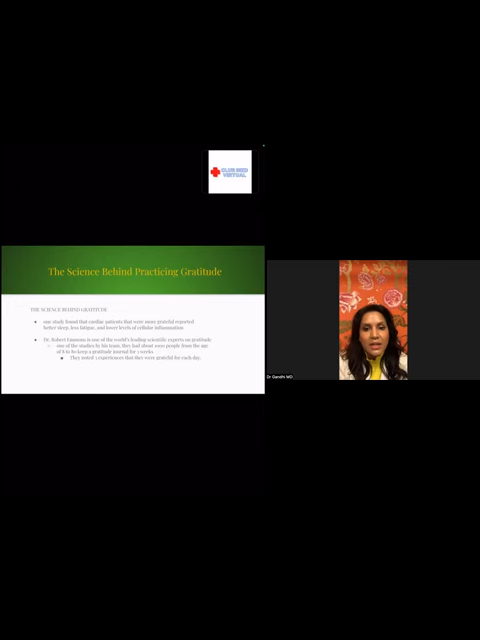 CLUB MED
VIRTUAL
The Science Behind Practicing Gratitude
THE SCIENCE BEHIND GRATITUDE
● one study found that cardiac patients that were more grateful reported
better sleep, less fatigue, and lower levels of cellular inflammation
● Dr. Robert Emmons is one of the world's leading scientific experts on gratitude
○ one of the studies by his team, they had about 1000 people from the age
of 8 to 80 keep a gratitude journal for 3 weeks
■ They noted 3 experiences that they were grateful for each day.
Dr Gandhi MD